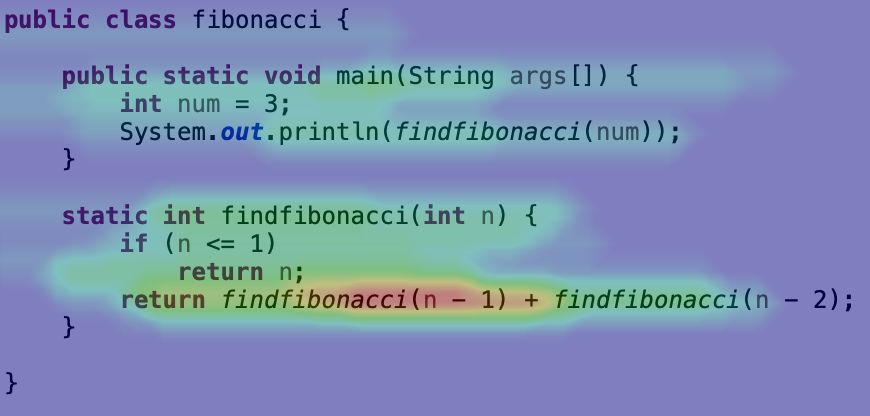 public class fibonacci {
public static void main(String args[]) {
int num = 3;
System.out.println(findfibonacci(num));
}
static int findfibonacci(int n) {
if (n <= 1)
return n;
return findfibonacci(n - 1) + findfibonacci(n - 2);
}
}